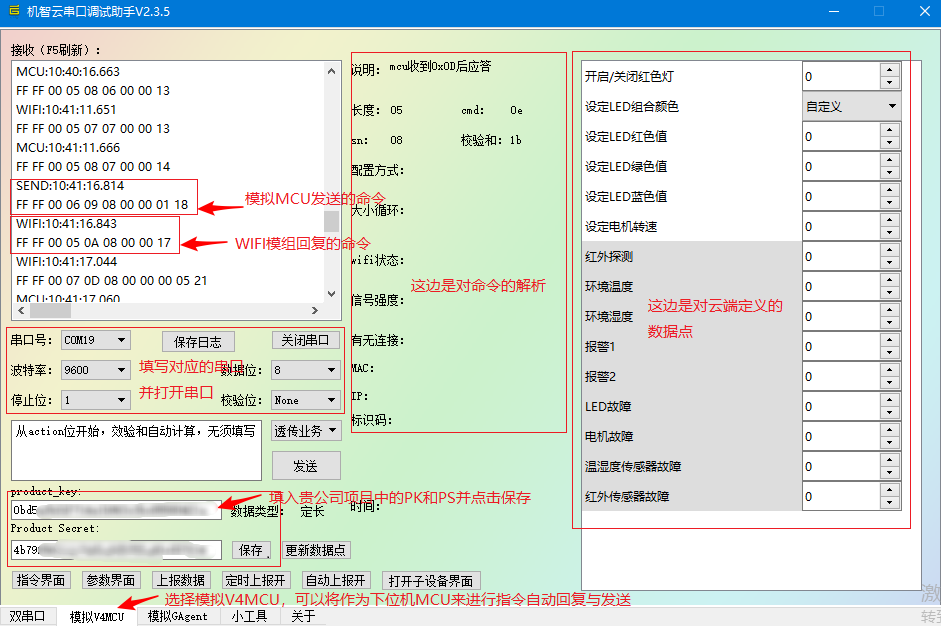 机智云串口调试助手V2.3.5
接收（F5刷新）：
MCU:10:40:16.663
FF FF 00 05 08 06 00 00 13
WIFI:10:41:11.651
FF FF 00 05 07 07 00 00 13
MCU:10:41:11.666
FF FF 00 05 08 07 00 00 14
SEND:10:41:16.814
FF FF 00 06 09 08 00 00 01 18
模拟MCU发送的命令
WIFI:10:41:16.843
FF FF 00 05 0A 08 00 00 17
WIFI模组回复的命令
WIFI:10:41:17.044
FF FF 00 07 0D 08 00 00 00 05 21
MCU:10:41:17.060
说明: mcu收到0x0D后应答
长度: 05 cmd: 0e
sn: 08 校验和: 1b
配置方式:
大小循环:
wifi状态:
这边是对命令的解析
信号强度:
有无连接:
MAC:
IP:
标识码:
时间:
开启/关闭红色灯 0
设定LED组合颜色 自定义
设定LED红色值 0
设定LED绿色值 0
设定LED蓝色值 0
设定电机转速 0
红外探测 0
环境温度 0
环境湿度 0
这边是对云端定义的
数据点
报警1 0
报警2 0
LED故障 0
电机故障 0
温湿度传感器故障 0
红外传感器故障 0
串口号: COM19 保存日志 关闭串口
波特率: 9600 数据位: 8
填写对应的串口
并打开串口
停止位: 1 校验位: None
从action位开始，效验和自动计算，无须填写
透传业务
发送
product_key:
填入贵公司项目中的PK和PS并点击保存
0bd5
数据类型: 定长
Product Secret:
4b79
保存 更新数据点
指令界面 参数界面 上报数据 定时上报开 自动上报开 打开子设备界面
选择模拟V4MCU，可以将作为下位机MCU来进行指令自动回复与发送
双串口 模拟V4MCU 模拟GAgent 小工具 关于
激
转到